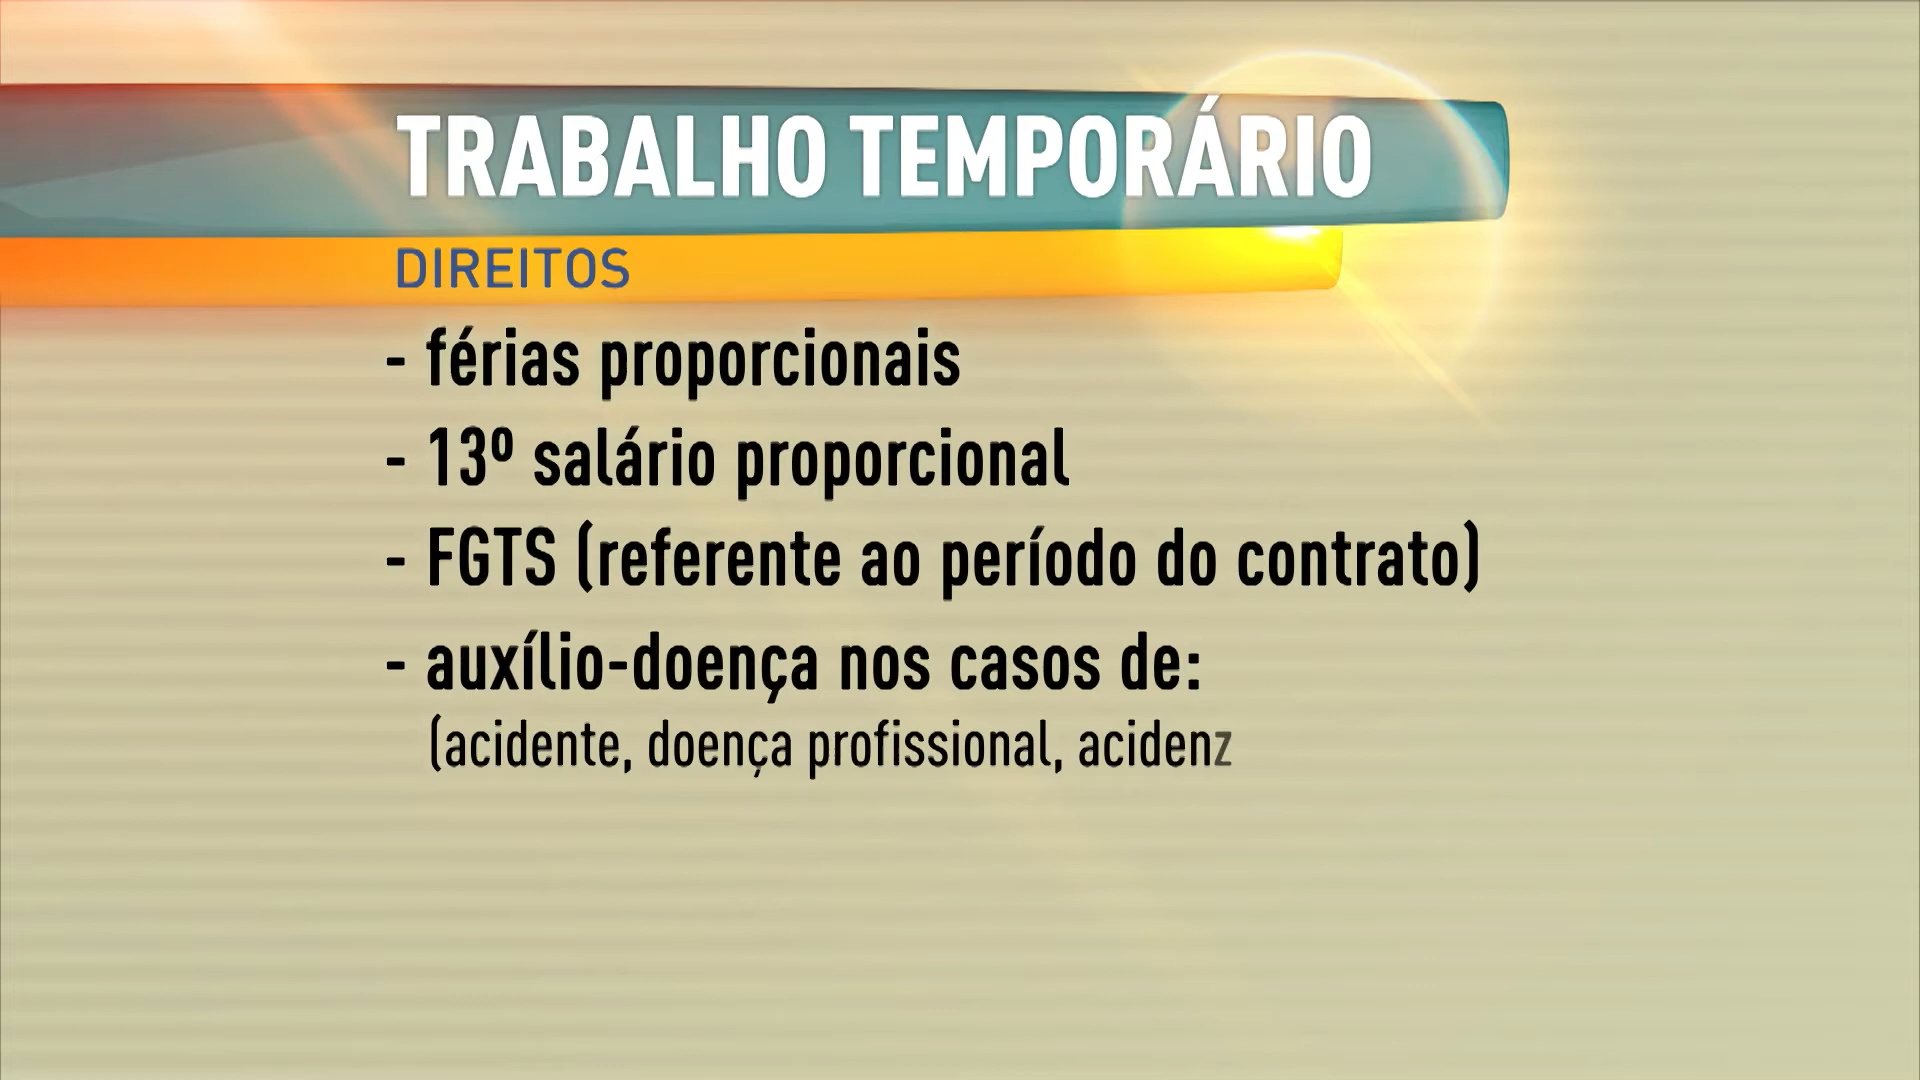 TRABALHO TEMPORÁRIO
DIREITOS
- férias proporcionais
- 13º salário proporcional
- FGTS (referente ao período do contrato)
- auxílio-doença nos casos de:
(acidente, doença profissional, acidenz